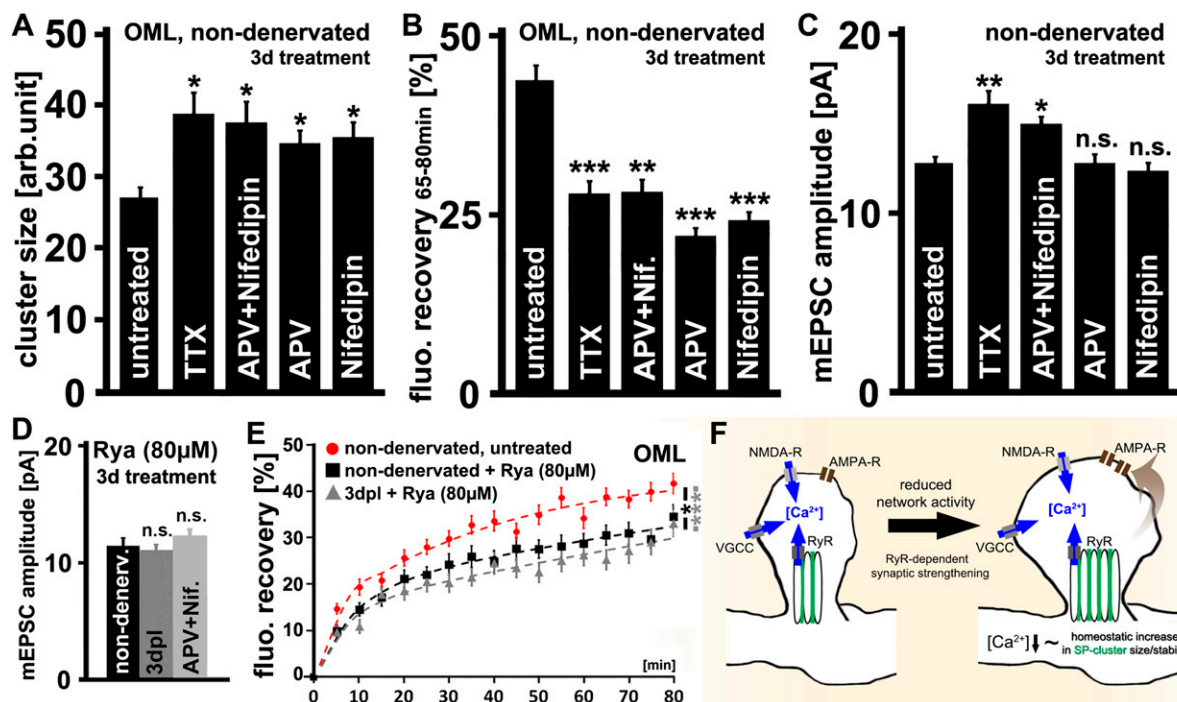 A
cluster size [arb.unit]
50
40
30
20
10
0
OML, non-denervated
3d treatment
*
*
*
*
untreated
TTX
APV+Nifedipin
APV
Nifedipin
B
fluo. recovery 65-80min [%]
50
25
0
OML, non-denervated
3d treatment
***
**
***
***
untreated
TTX
APV+Nif.
APV
Nifedipin
C
mEPSC amplitude [pA]
20
10
0
non-denervated
3d treatment
**
*
n.s.
n.s.
untreated
TTX
APV+Nifedipin
APV
Nifedipin
D
mEPSC amplitude [pA]
20
10
0
Rya (80µM)
3d treatment
n.s.
n.s.
non-denerv.
3dpl
APV+Nif.
E
fluo. recovery [%]
50
40
30
20
10
0
non-denervated, untreated
non-denervated + Rya (80µM)
3dpl + Rya (80µM)
OML
*
***
[min]
0 10 20 30 40 50 60 70 80
F
NMDA-R
AMPA-R
[Ca²⁺]
VGCC
RyR
reduced
network activity
RyR-dependent
synaptic strengthening
NMDA-R
AMPA-R
[Ca²⁺]
VGCC
RyR
[Ca²⁺] ~ homeostatic increase
in SP-cluster size/stabi